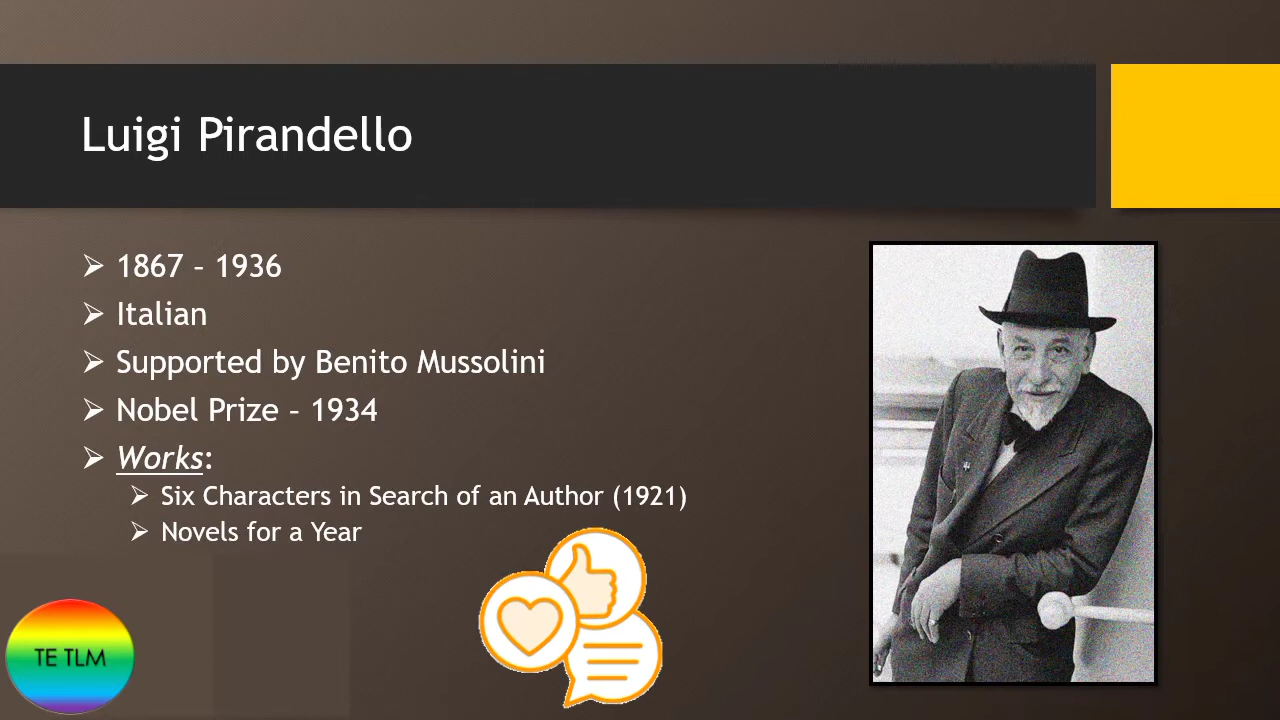 Luigi Pirandello
1867 – 1936
Italian
Supported by Benito Mussolini
Nobel Prize – 1934
Works:
Six Characters in Search of an Author (1921)
Novels for a Year
TE TLM